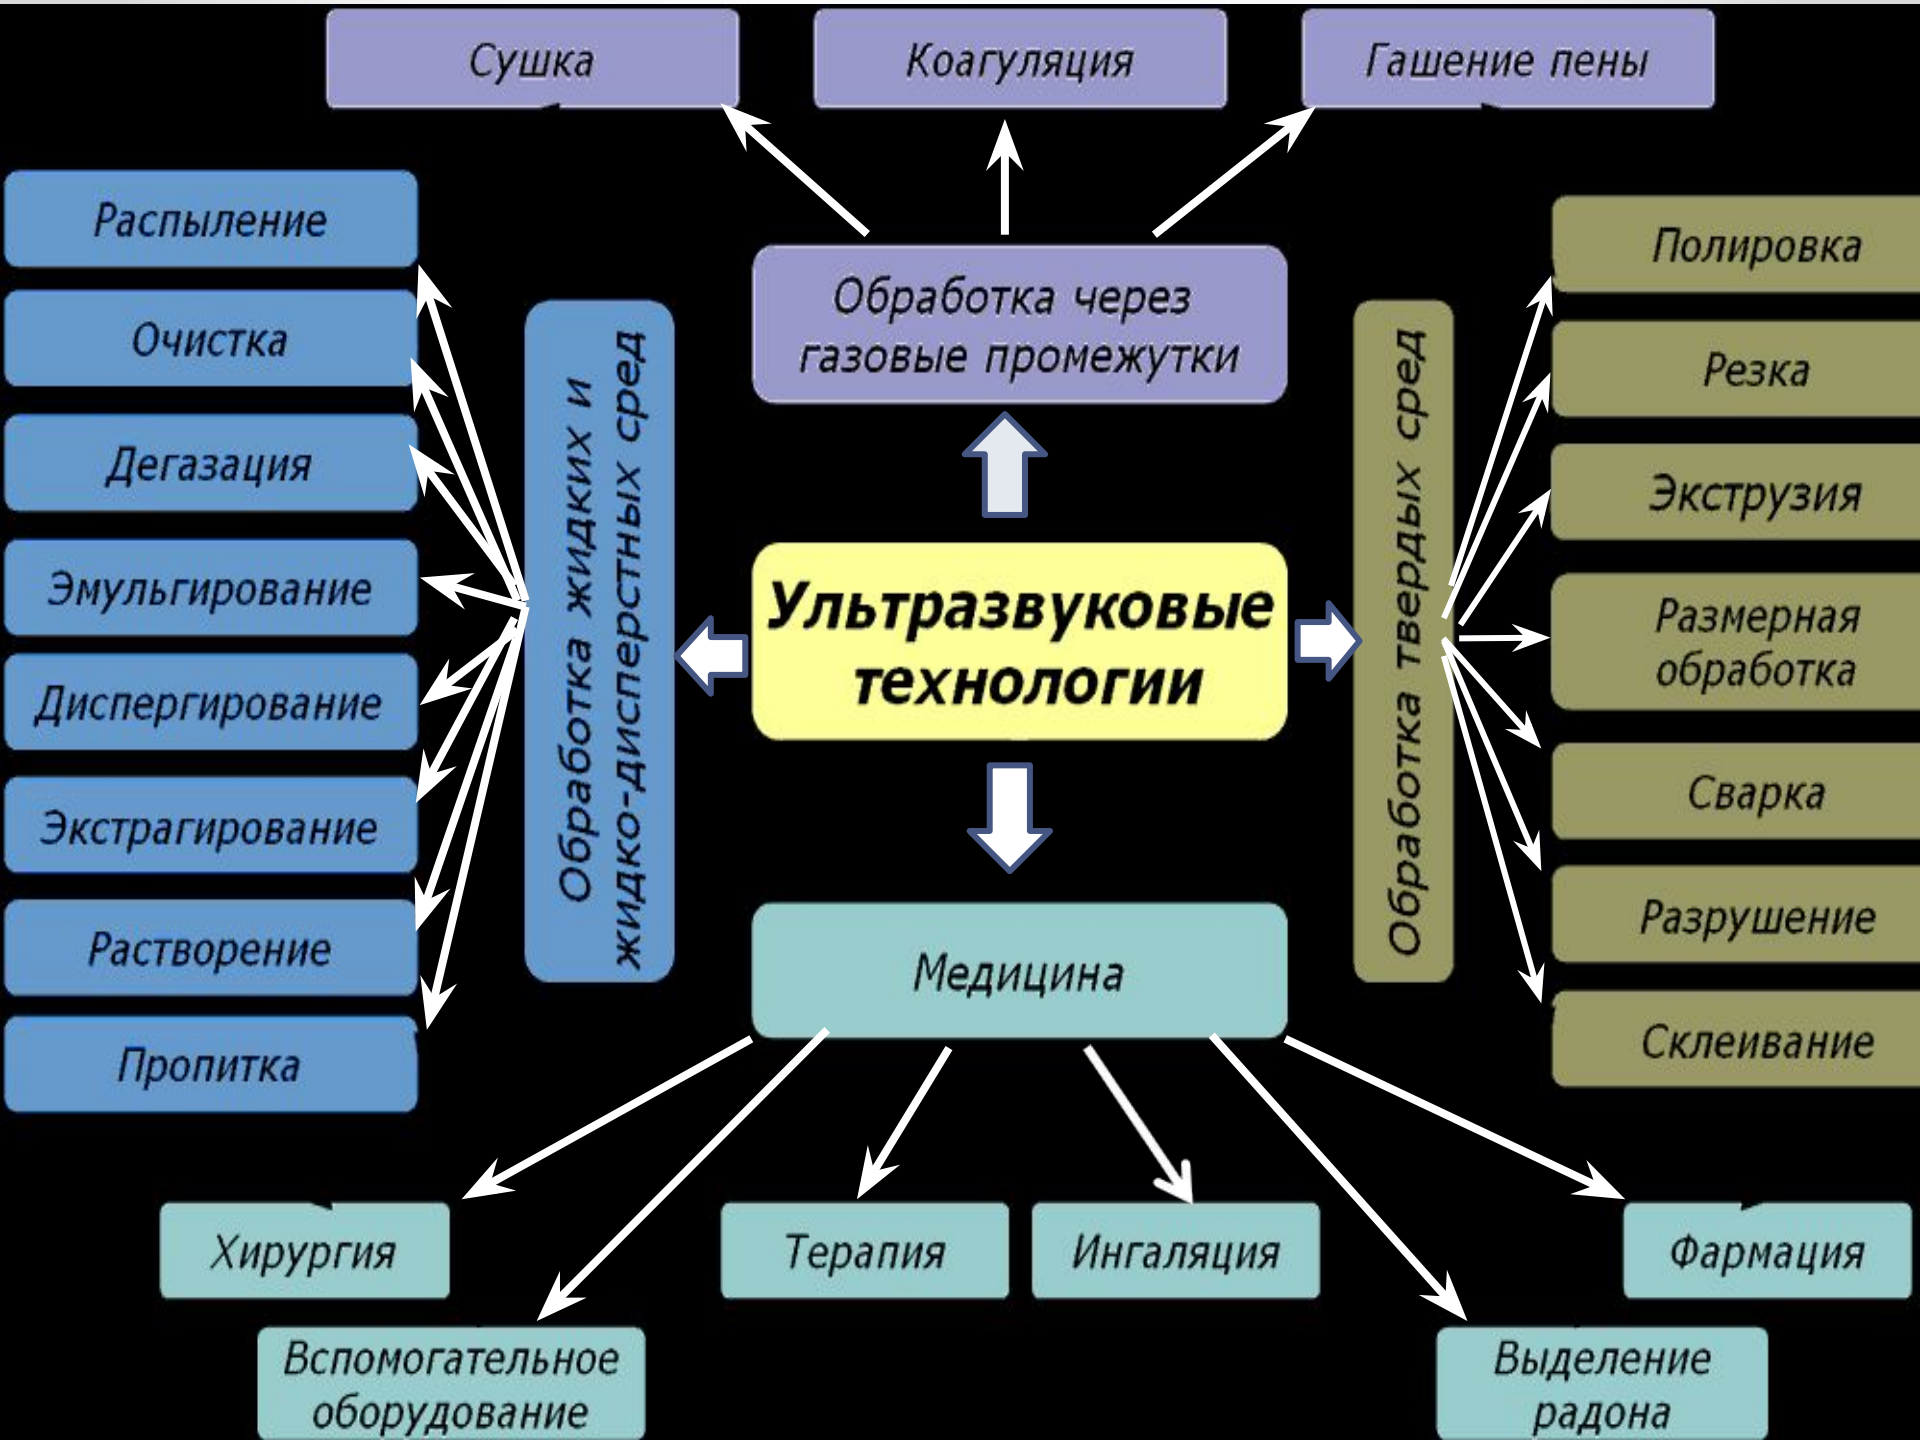 Сушка
Коагуляция
Гашение пены
Распыление
Очистка
Дегазация
Эмульгирование
Диспергирование
Экстрагирование
Растворение
Пропитка
Обработка жидких и
жидко-дисперстных сред
Обработка через
газовые промежутки
Ультразвуковые
технологии
Медицина
Обработка твердых сред
Полировка
Резка
Экструзия
Размерная
обработка
Сварка
Разрушение
Склеивание
Хирургия
Терапия
Ингаляция
Фармация
Вспомогательное
оборудование
Выделение
радона